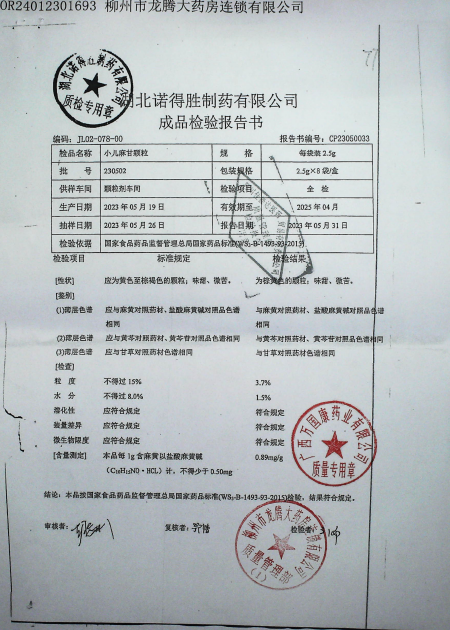 OR24012301693 柳州市龙腾大药房连锁有限公司
湖北诺得胜制药有限公司
质检专用章
湖北诺得胜制药有限公司
成品检验报告书
编码：JL02-078-00 报告书编号：CP23050033
检品名称 小儿麻甘颗粒 规格 每袋装 2.5g
批号 230502 包装规格 2.5g×8袋/盒
供样车间 颗粒剂车间 检验项目 全检
生产日期 2023年05月19日 有效期至 2025年04月
抽样日期 2023年05月26日 报告日期 2023年05月31日
检验依据 国家食品药品监督管理总局国家药品标准(WS₃-B-1493-93-2015)
检验项目 标准规定 检验结果
[性状] 应为黄色至棕褐色的颗粒；味甜、微苦。 为棕黄色的颗粒；味甜、微苦。
[鉴别]
(1)薄层色谱 应与麻黄对照药材、盐酸麻黄碱对照品色谱相同 与麻黄对照药材、盐酸麻黄碱对照品色谱相同
(2)薄层色谱 应与黄芩对照药材、黄芩苷对照品色谱相同 与黄芩对照药材、黄芩苷对照品色谱相同
(3)薄层色谱 应与甘草对照药材色谱相同 与甘草对照药材色谱相同
[检查]
粒度 不得过 15% 3.7%
水分 不得过 8.0% 1.5%
溶化性 应符合规定 符合规定
装量差异 应符合规定 符合规定
微生物限度 应符合规定 符合规定
[含量测定] 本品每 1g 含麻黄以盐酸麻黄碱 0.89mg/g
(C₁₀H₁₅NO·HCL) 计，不得少于 0.50mg
广西万国康药业有限公司
质量专用章
结论：本品按国家食品药品监督管理总局国家药品标准(WS₃-B-1493-93-2015)检验，结果符合规定。
审核者： 复核者： 检验者：
柳州市龙腾大药房连锁有限公司
质量管理部
(1)